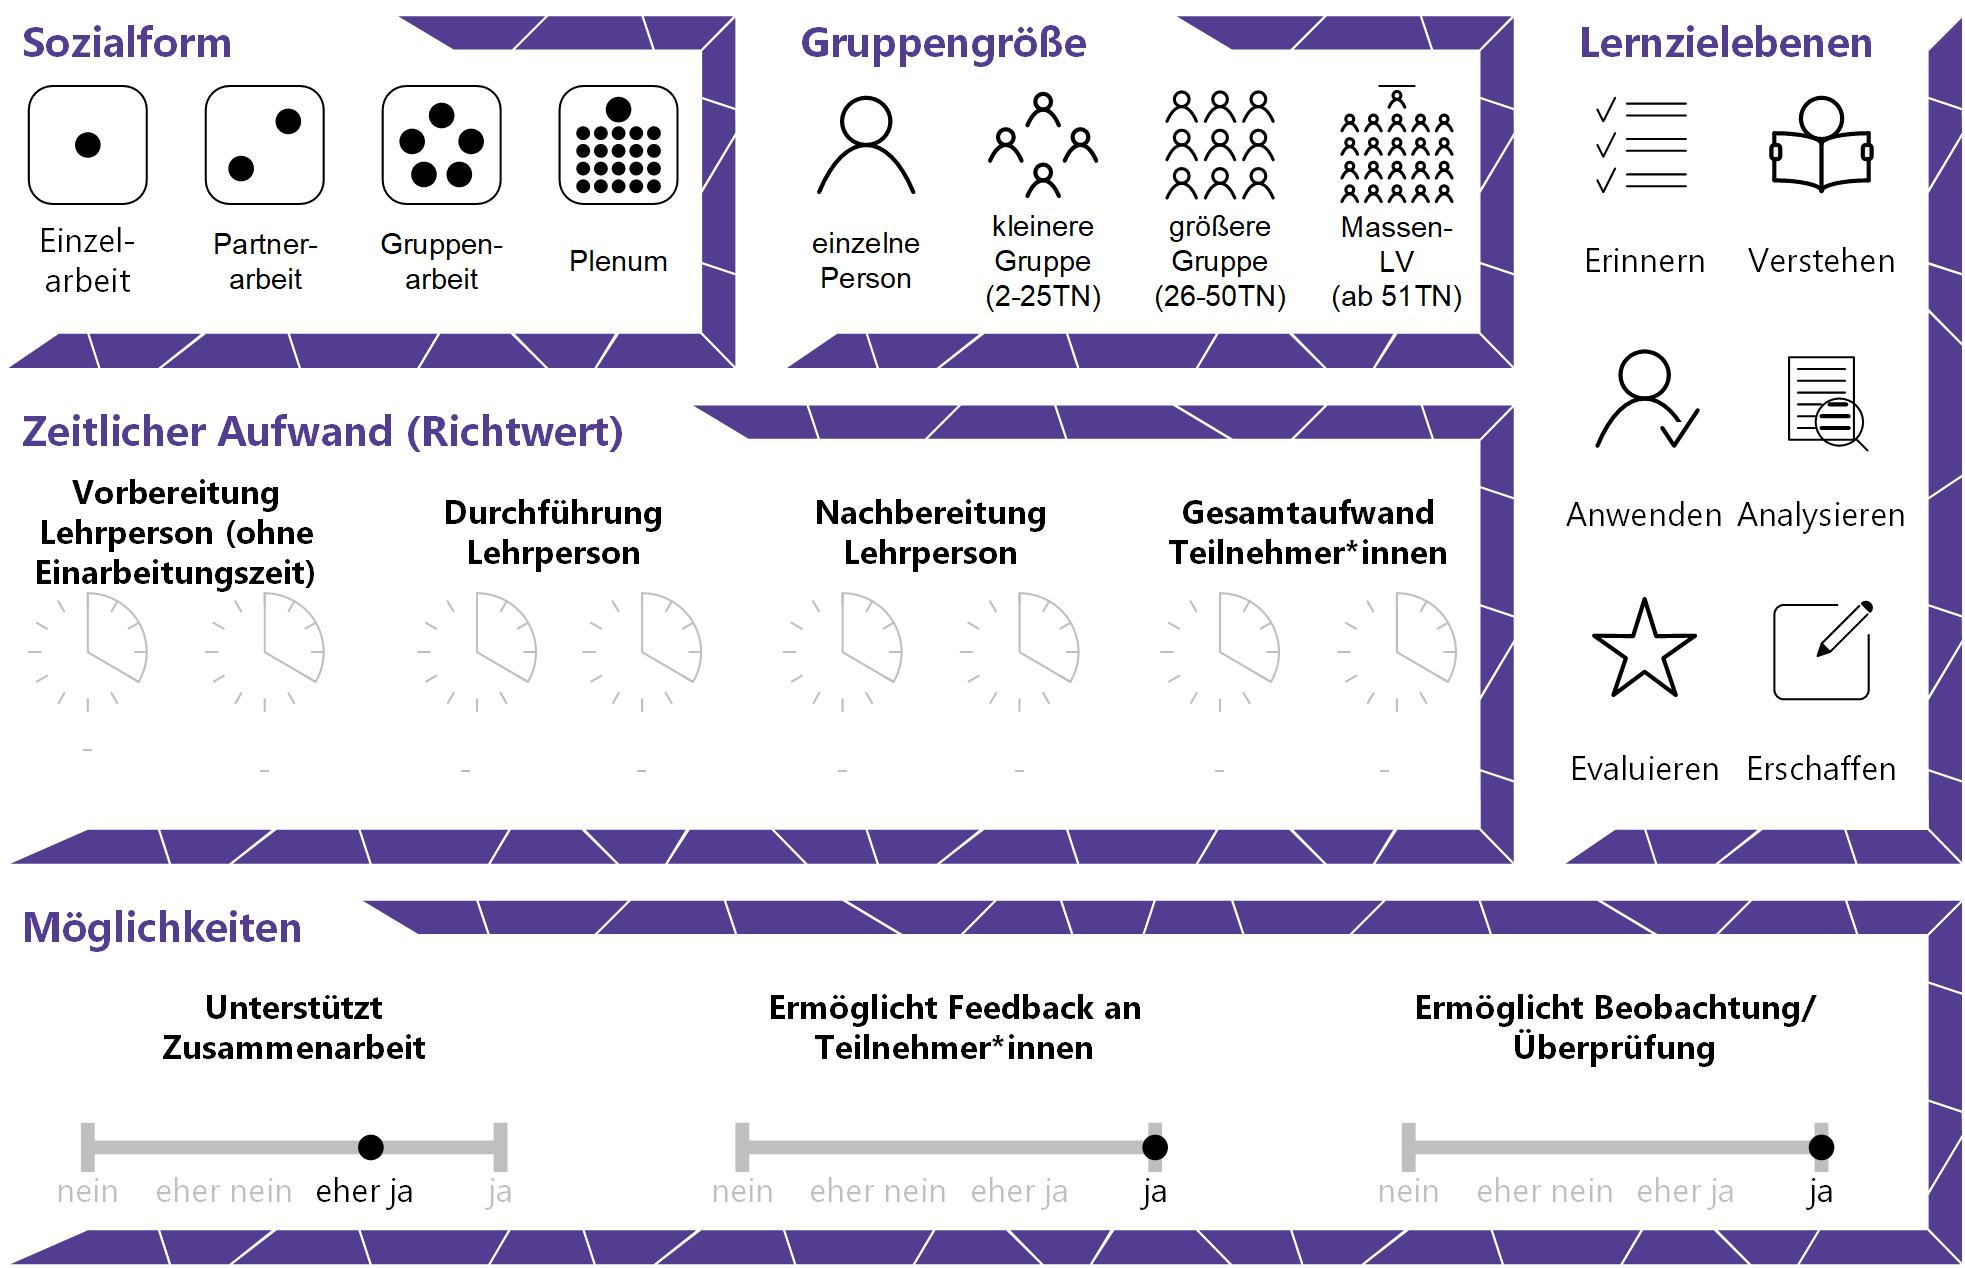 Sozialform
Einzel-
arbeit
Partner-
arbeit
Gruppen-
arbeit
Plenum
Gruppengröße
einzelne
Person
kleinere
Gruppe
(2-25TN)
größere
Gruppe
(26-50TN)
Massen-
LV
(ab 51TN)
Lernzielebenen
Erinnern
Verstehen
Anwenden
Analysieren
Evaluieren
Erschaffen
Zeitlicher Aufwand (Richtwert)
Vorbereitung
Lehrperson (ohne
Einarbeitungszeit)
- -
Durchführung
Lehrperson
- -
Nachbereitung
Lehrperson
- -
Gesamtaufwand
Teilnehmer*innen
- -
Möglichkeiten
Unterstützt
Zusammenarbeit
nein eher nein eher ja ja
Ermöglicht Feedback an
Teilnehmer*innen
nein eher nein eher ja ja
Ermöglicht Beobachtung/
Überprüfung
nein eher nein eher ja ja